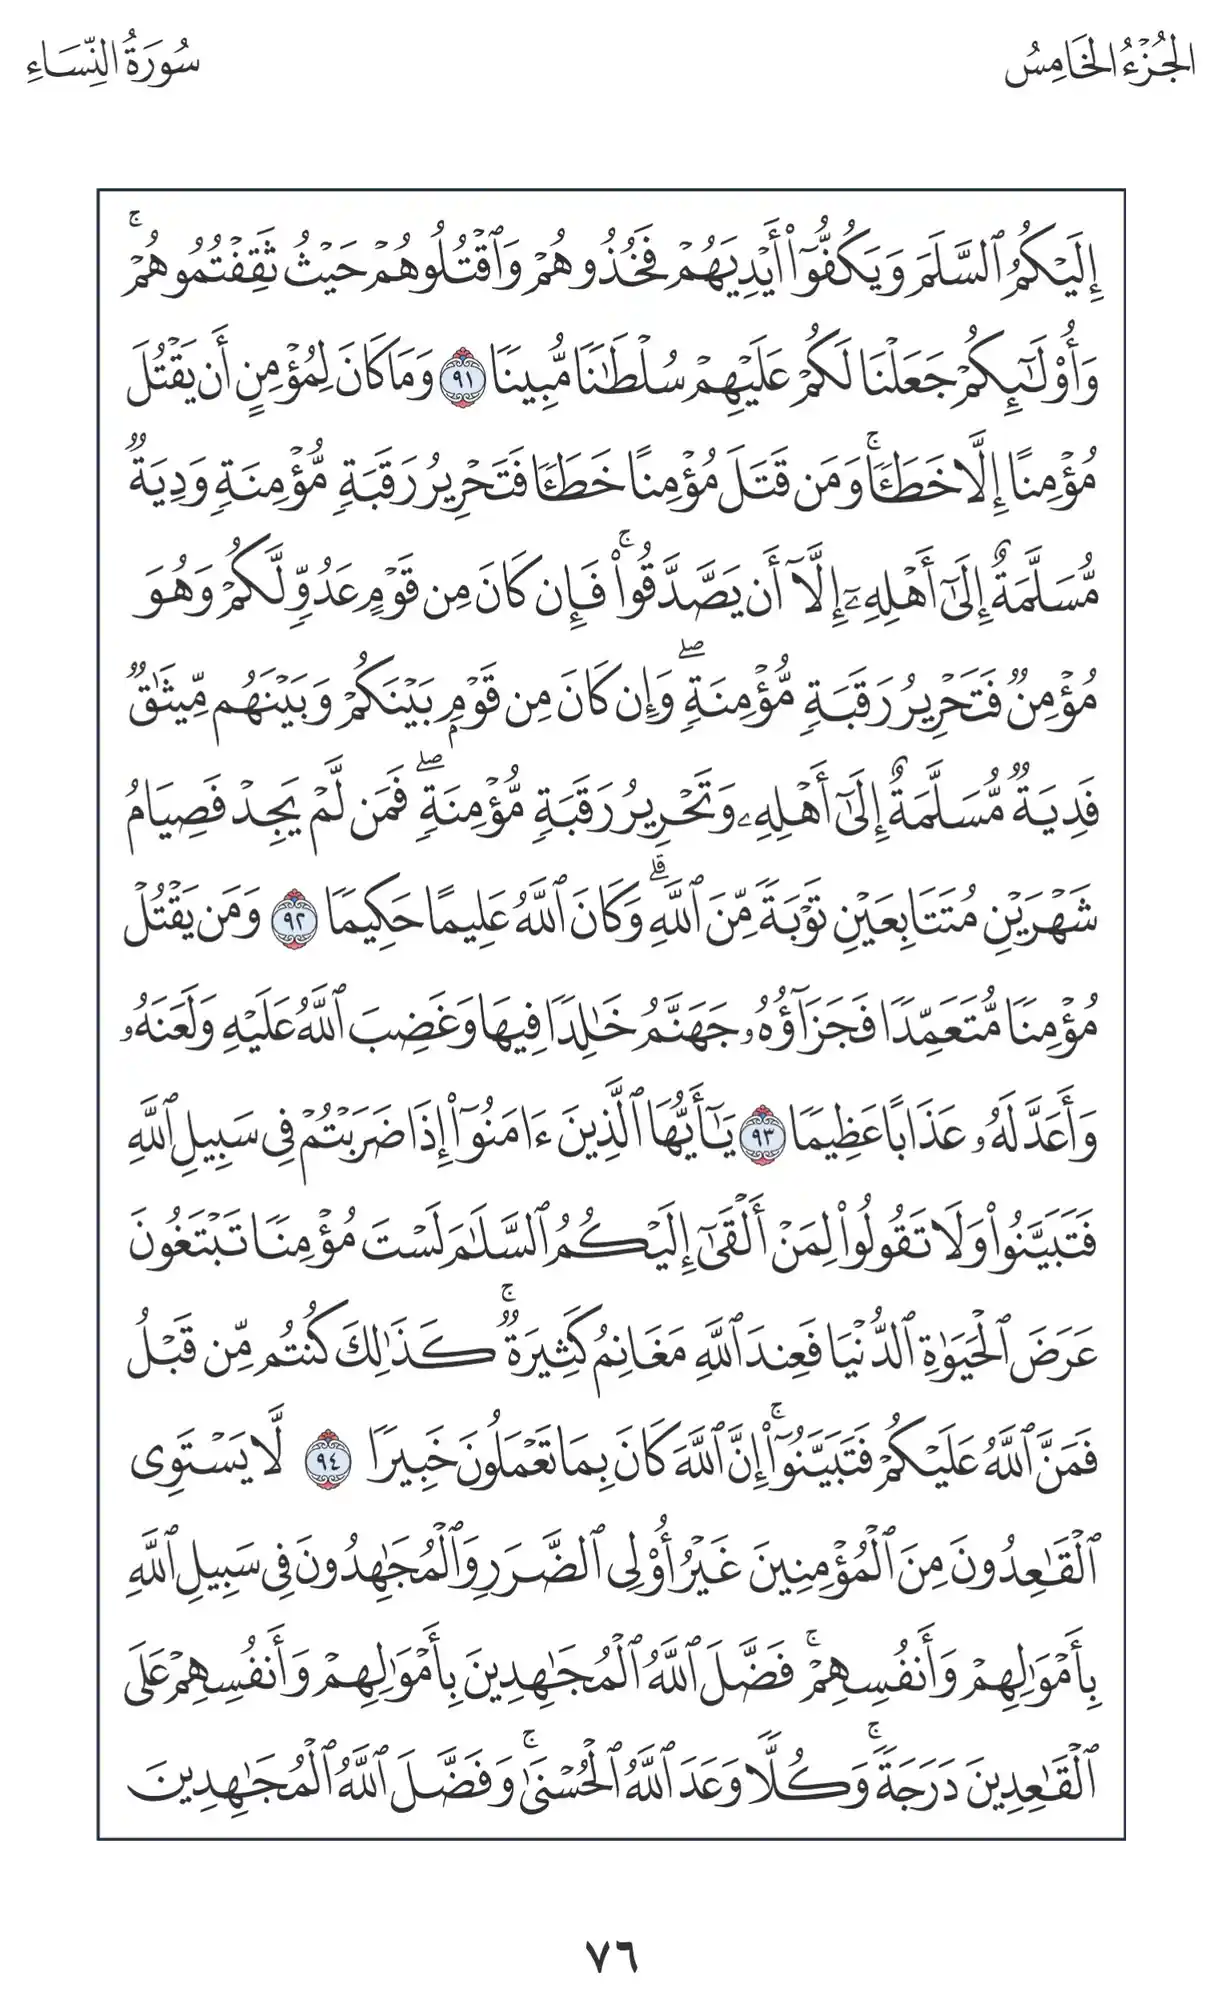 الجُزْءُ الخَامِسُ
سُورَةُ النِّسَاءِ
إِلَيْكُمُ ٱلسَّلَمَ وَيَكُفُّوٓا۟ أَيْدِيَهُمْ فَخُذُوهُمْ وَٱقْتُلُوهُمْ حَيْثُ ثَقِفْتُمُوهُمْ ۚ
وَأُو۟لَـٰٓئِكُمْ جَعَلْنَا لَكُمْ عَلَيْهِمْ سُلْطَـٰنًا مُّبِينًا ٩١ وَمَا كَانَ لِمُؤْمِنٍ أَن يَقْتُلَ
مُؤْمِنًا إِلَّا خَطَـًٔا ۚ وَمَن قَتَلَ مُؤْمِنًا خَطَـًٔا فَتَحْرِيرُ رَقَبَةٍ مُّؤْمِنَةٍ وَدِيَةٌ
مُّسَلَّمَةٌ إِلَىٰٓ أَهْلِهِۦٓ إِلَّآ أَن يَصَّدَّقُوا۟ ۚ فَإِن كَانَ مِن قَوْمٍ عَدُوٍّ لَّكُمْ وَهُوَ
مُؤْمِنٌ فَتَحْرِيرُ رَقَبَةٍ مُّؤْمِنَةٍ ۖ وَإِن كَانَ مِن قَوْمٍۭ بَيْنَكُمْ وَبَيْنَهُم مِّيثَـٰقٌ
فَدِيَةٌ مُّسَلَّمَةٌ إِلَىٰٓ أَهْلِهِۦ وَتَحْرِيرُ رَقَبَةٍ مُّؤْمِنَةٍ ۖ فَمَن لَّمْ يَجِدْ فَصِيَامُ
شَهْرَيْنِ مُتَتَابِعَيْنِ تَوْبَةً مِّنَ ٱللَّهِ ۗ وَكَانَ ٱللَّهُ عَلِيمًا حَكِيمًا ٩٢ وَمَن يَقْتُلْ
مُؤْمِنًا مُّتَعَمِّدًا فَجَزَآؤُهُۥ جَهَنَّمُ خَـٰلِدًا فِيهَا وَغَضِبَ ٱللَّهُ عَلَيْهِ وَلَعَنَهُۥ
وَأَعَدَّ لَهُۥ عَذَابًا عَظِيمًا ٩٣ يَـٰٓأَيُّهَا ٱلَّذِينَ ءَامَنُوٓا۟ إِذَا ضَرَبْتُمْ فِى سَبِيلِ ٱللَّهِ
فَتَبَيَّنُوا۟ وَلَا تَقُولُوا۟ لِمَنْ أَلْقَىٰٓ إِلَيْكُمُ ٱلسَّلَـٰمَ لَسْتَ مُؤْمِنًا تَبْتَغُونَ
عَرَضَ ٱلْحَيَوٰةِ ٱلدُّنْيَا فَعِندَ ٱللَّهِ مَغَانِمُ كَثِيرَةٌ ۚ كَذَٰلِكَ كُنتُم مِّن قَبْلُ
فَمَنَّ ٱللَّهُ عَلَيْكُمْ فَتَبَيَّنُوٓا۟ ۚ إِنَّ ٱللَّهَ كَانَ بِمَا تَعْمَلُونَ خَبِيرًا ٩٤ لَّا يَسْتَوِى
ٱلْقَـٰعِدُونَ مِنَ ٱلْمُؤْمِنِينَ غَيْرُ أُو۟لِى ٱلضَّرَرِ وَٱلْمُجَـٰهِدُونَ فِى سَبِيلِ ٱللَّهِ
بِأَمْوَٰلِهِمْ وَأَنفُسِهِمْ ۚ فَضَّلَ ٱللَّهُ ٱلْمُجَـٰهِدِينَ بِأَمْوَٰلِهِمْ وَأَنفُسِهِمْ عَلَى
ٱلْقَـٰعِدِينَ دَرَجَةً ۚ وَكُلًّا وَعَدَ ٱللَّهُ ٱلْحُسْنَىٰ ۚ وَفَضَّلَ ٱللَّهُ ٱلْمُجَـٰهِدِينَ
٧٦